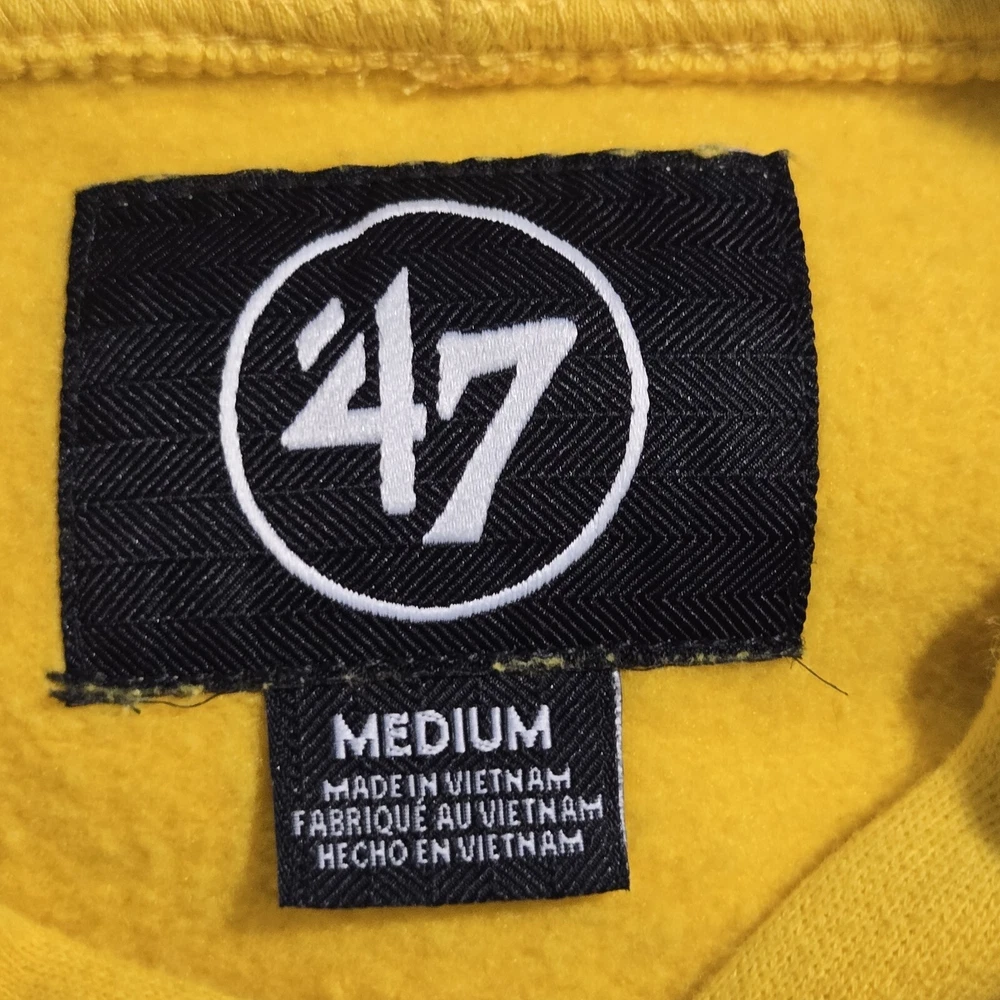 '47
MEDIUM
MADE IN VIETNAM
FABRIQUÉ AU VIETNAM
HECHO EN VIETNAM